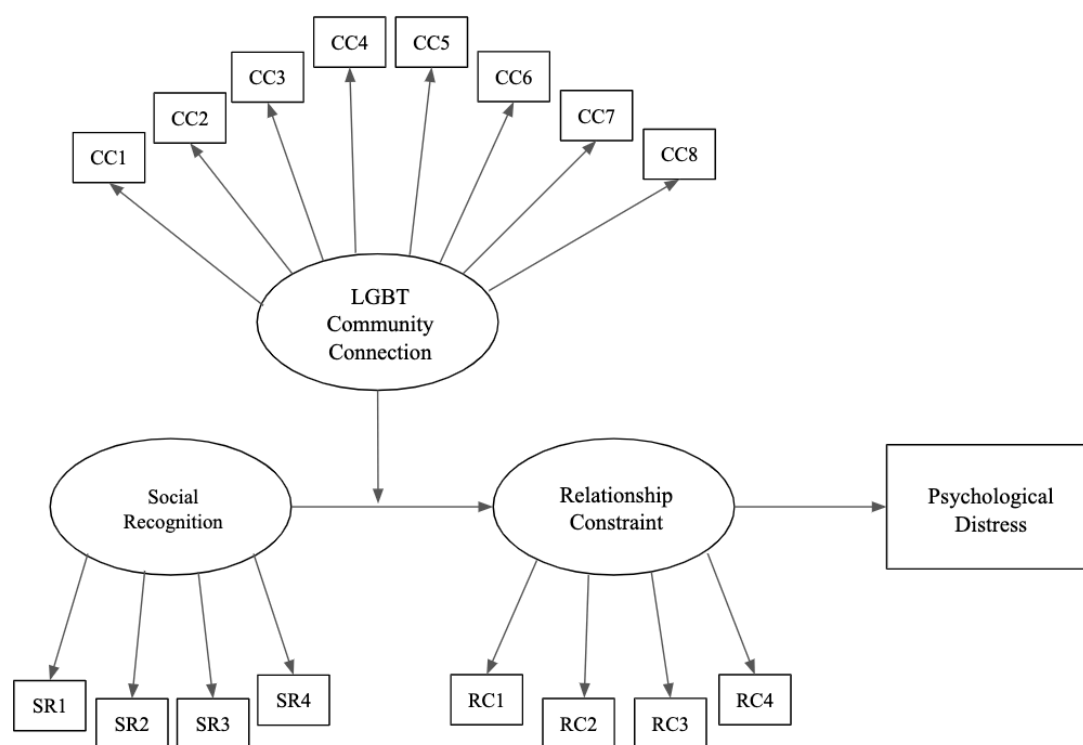 CC1
CC2
CC3
CC4
CC5
CC6
CC7
CC8
LGBT
Community
Connection
Social
Recognition
Relationship
Constraint
Psychological
Distress
SR1
SR2
SR3
SR4
RC1
RC2
RC3
RC4